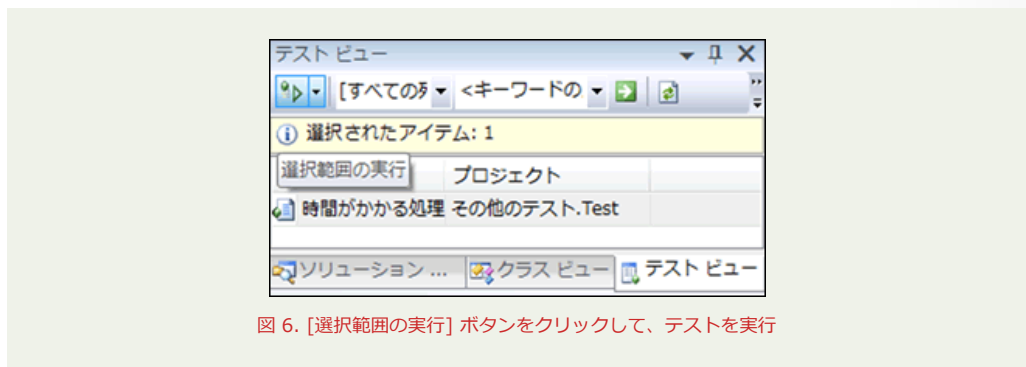 テスト ビュー
[すべての列 <キーワードの
選択されたアイテム: 1
選択範囲の実行 プロジェクト
時間がかかる処理 その他のテスト.Test
ソリューション ... クラス ビュー テスト ビュー
図 6. [選択範囲の実行] ボタンをクリックして、テストを実行